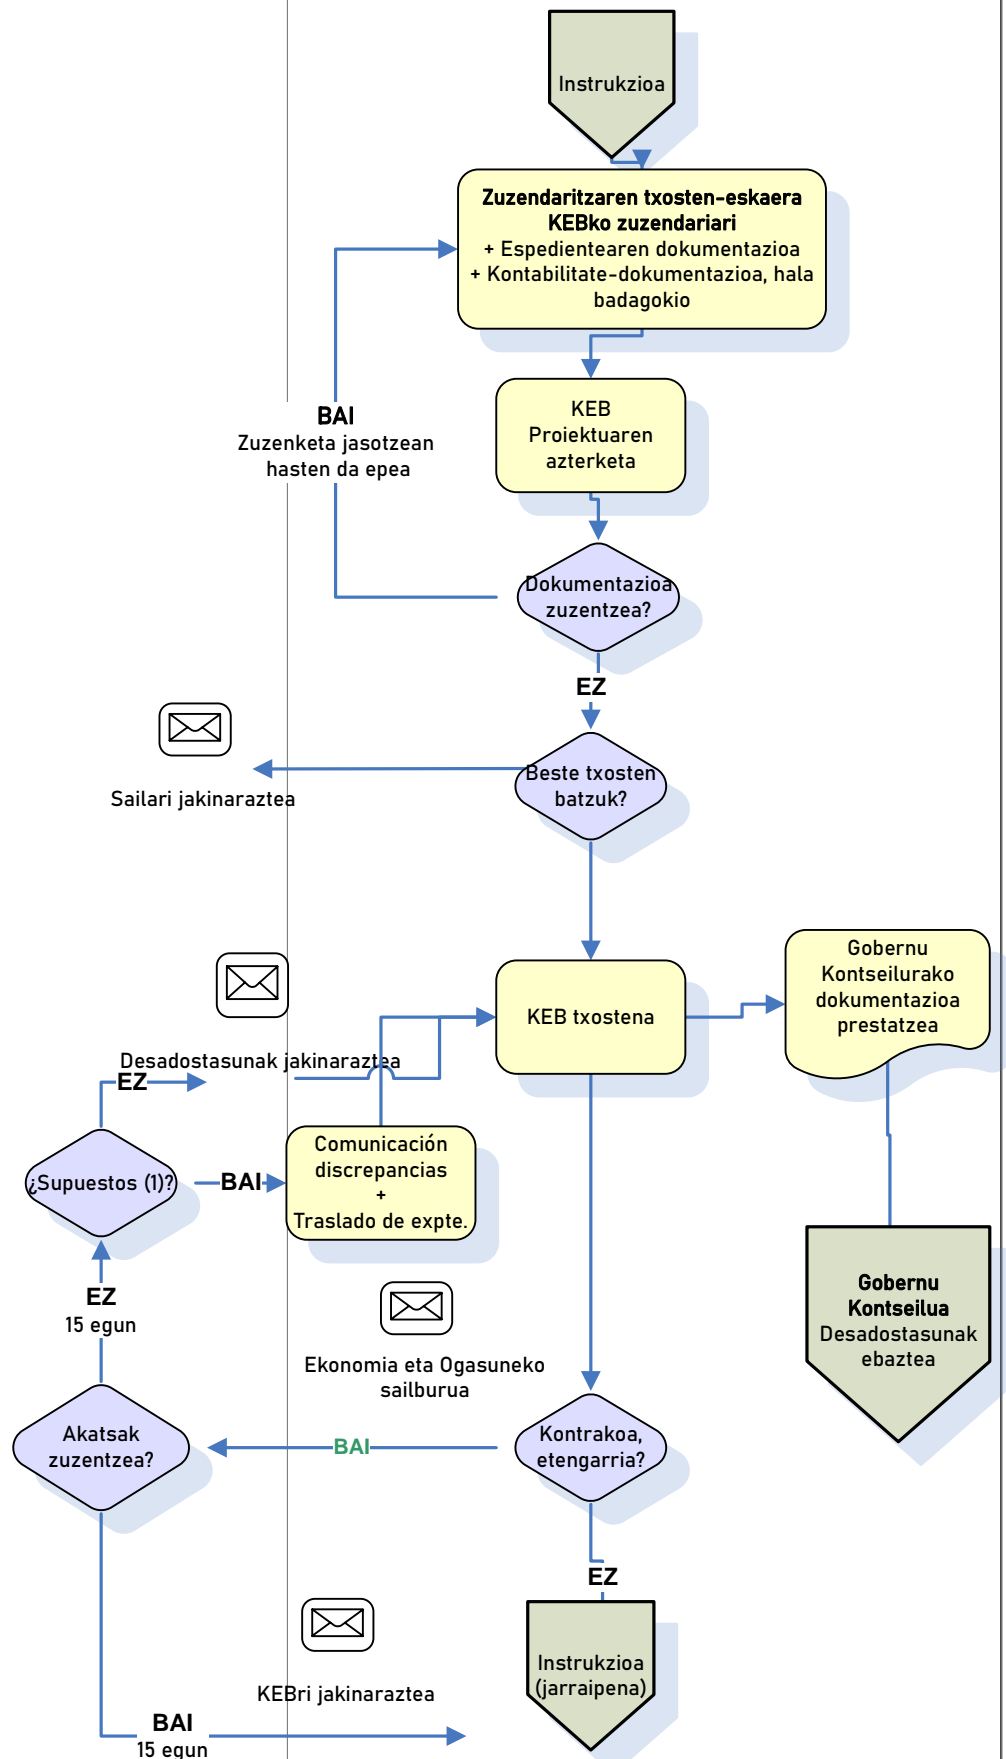 Instrukzioa
Zuzendaritzaren txosten-eskaera
KEBko zuzendariari
+ Espedientearen dokumentazioa
+ Kontabilitate-dokumentazioa, hala
badagokio
BAI
Zuzenketa jasotzean
hasten da epea
KEB
Proiektuaren
azterketa
Dokumentazioa
zuzentzea?
EZ
Beste txosten
batzuk?
Sailari jakinaraztea
Gobernu
Kontseilurako
dokumentazioa
prestatzea
KEB txostena
Desadostasunak jakinaraztea
EZ
¿Supuestos (1)?
BAI
Comunicación
discrepancias
+
Traslado de expte.
EZ
15 egun
Gobernu
Kontseilua
Desadostasunak
ebaztea
Ekonomia eta Ogasuneko
sailburua
Akatsak
zuzentzea?
BAI
Kontrakoa,
etengarria?
EZ
Instrukzioa
(jarraipena)
KEBri jakinaraztea
BAI
15 egun